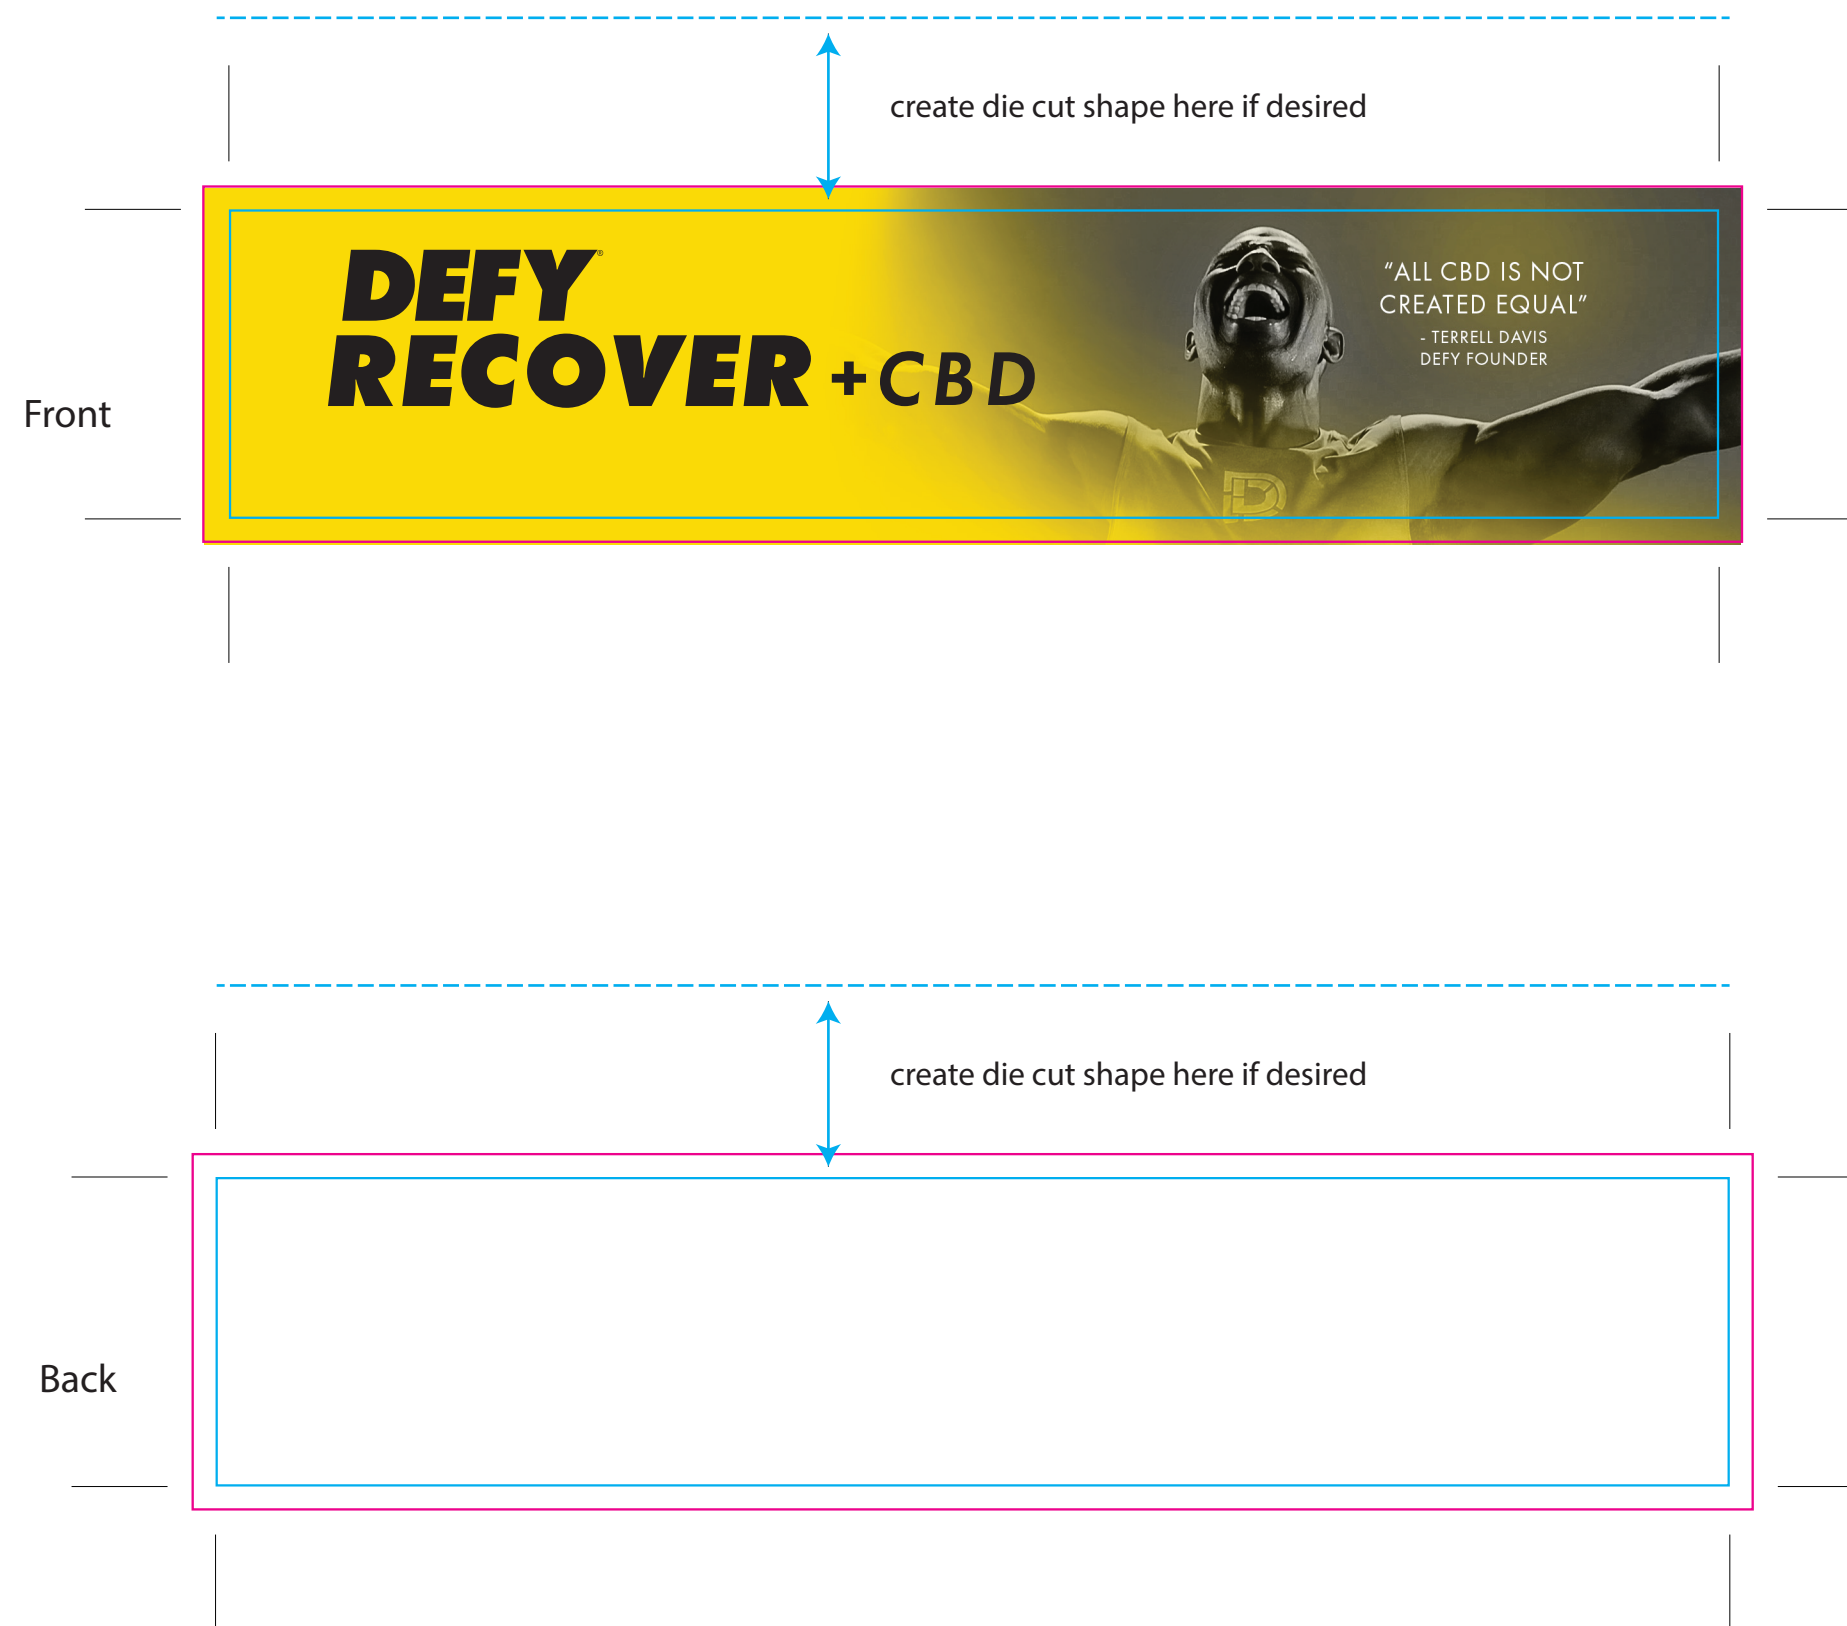 create die cut shape here if desired
DEFY®
RECOVER +CBD
“ALL CBD IS NOT
CREATED EQUAL”
- TERRELL DAVIS
DEFY FOUNDER
Front
create die cut shape here if desired
Back